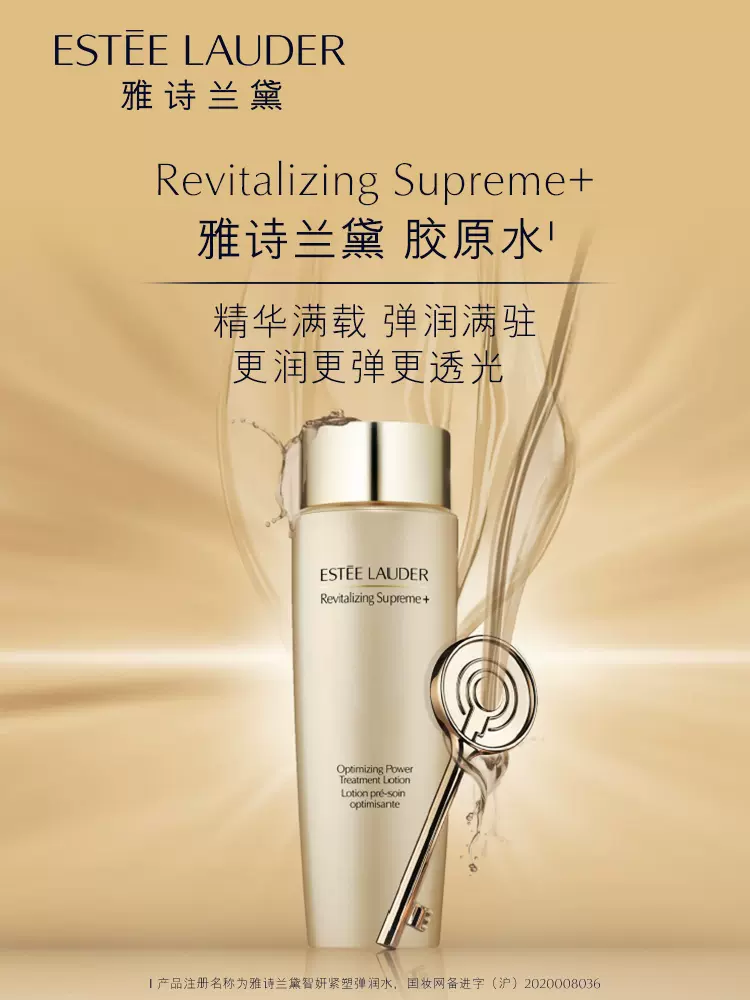 ESTĒE LAUDER
雅诗兰黛
Revitalizing Supreme+
雅诗兰黛 胶原水I
精华满载 弹润满驻
更润更弹更透光
ESTĒE LAUDER
Revitalizing Supreme+
Optimizing Power
Treatment Lotion
Lotion pré-soin
optimisante
I 产品注册名称为雅诗兰黛智妍紧塑弹润水，国妆网备进字（沪）2020008036